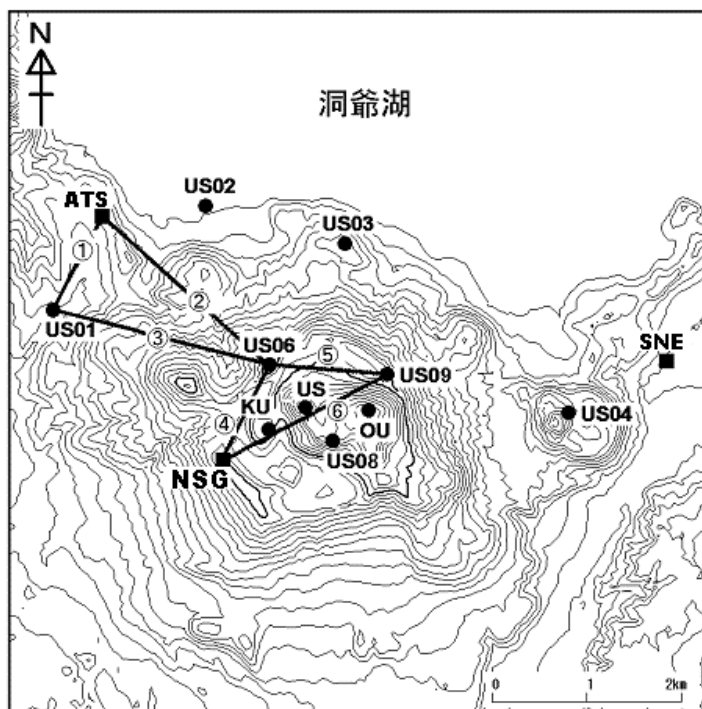 N
洞爺湖
US02
ATS
US03
①
②
US01
③
US06
⑤
SNE
US09
US
KU
④
⑥
OU
US04
US08
NSG
0 1 2km